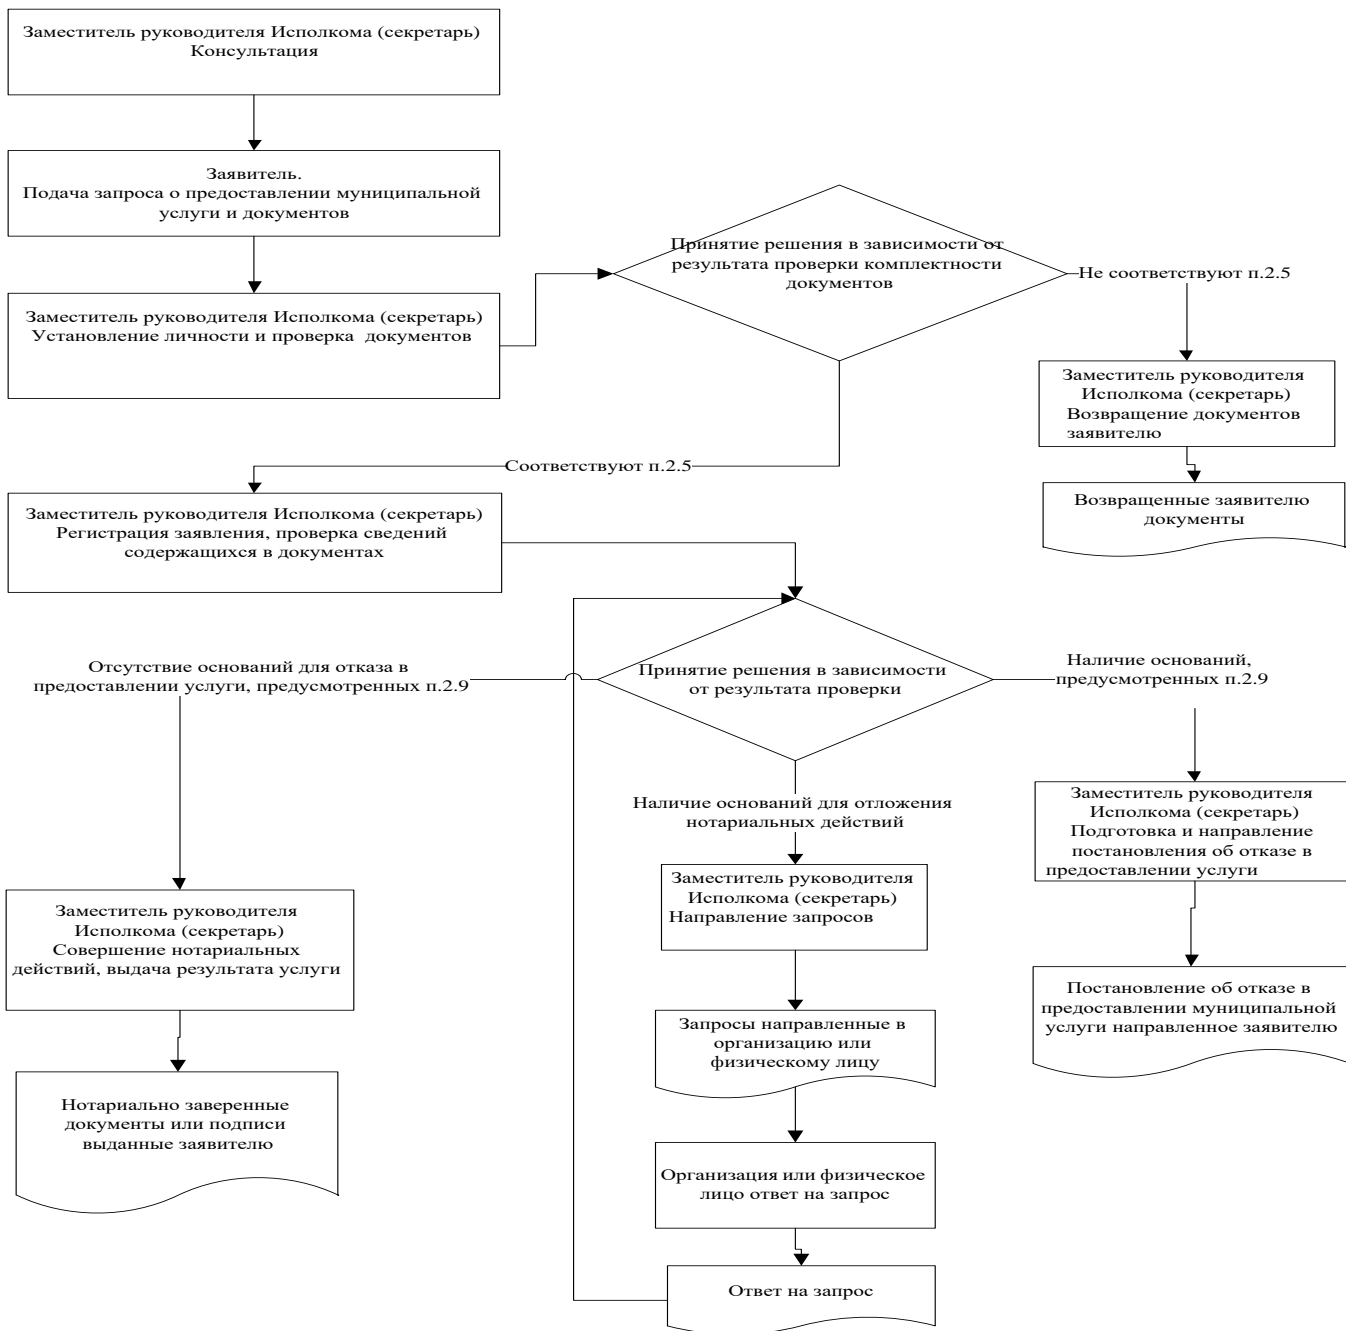 Заместитель руководителя Исполкома (секретарь)
Консультация
Заявитель.
Подача запроса о предоставлении муниципальной
услуги и документов
Заместитель руководителя Исполкома (секретарь)
Установление личности и проверка документов
Принятие решения в зависимости от
результата проверки комплектности
документов
Не соответствуют п.2.5
Заместитель руководителя
Исполкома (секретарь)
Возвращение документов
заявителю
Возвращенные заявителю
документы
Соответствуют п.2.5
Заместитель руководителя Исполкома (секретарь)
Регистрация заявления, проверка сведений
содержащихся в документах
Отсутствие оснований для отказа в
предоставлении услуги, предусмотренных п.2.9
Принятие решения в зависимости
от результата проверки
Наличие оснований,
предусмотренных п.2.9
Наличие оснований для отложения
нотариальных действий
Заместитель руководителя
Исполкома (секретарь)
Подготовка и направление
постановления об отказе в
предоставлении услуги
Заместитель руководителя
Исполкома (секретарь)
Направление запросов
Заместитель руководителя
Исполкома (секретарь)
Совершение нотариальных
действий, выдача результата услуги
Постановление об отказе в
предоставлении муниципальной
услуги направленное заявителю
Запросы направленные в
организацию или
физическому лицу
Нотариально заверенные
документы или подписи
выданные заявителю
Организация или физическое
лицо ответ на запрос
Ответ на запрос